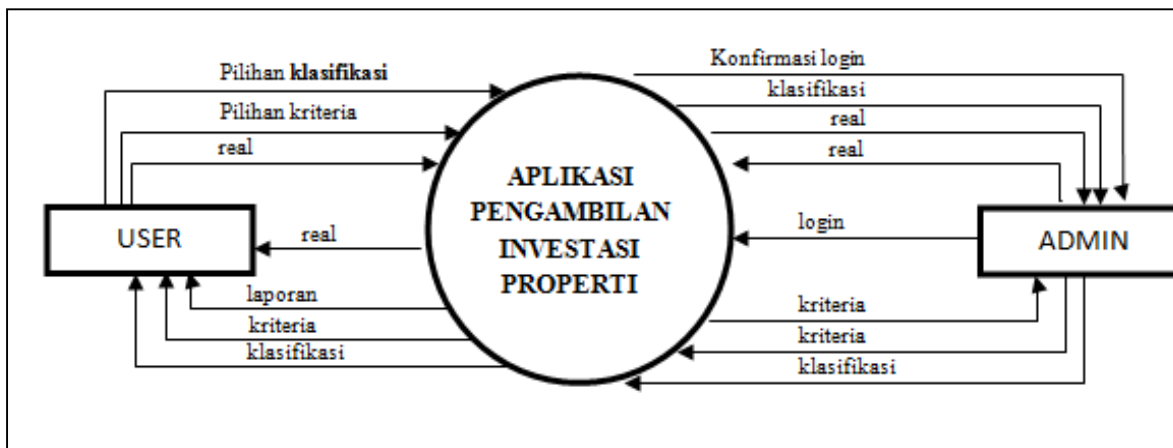 Pilihan klasifikasi
Pilihan kriteria
real
USER
real
laporan
kriteria
klasifikasi
APLIKASI
PENGAMBILAN
INVESTASI
PROPERTI
Konfirmasi login
klasifikasi
real
real
login
ADMIN
kriteria
kriteria
klasifikasi